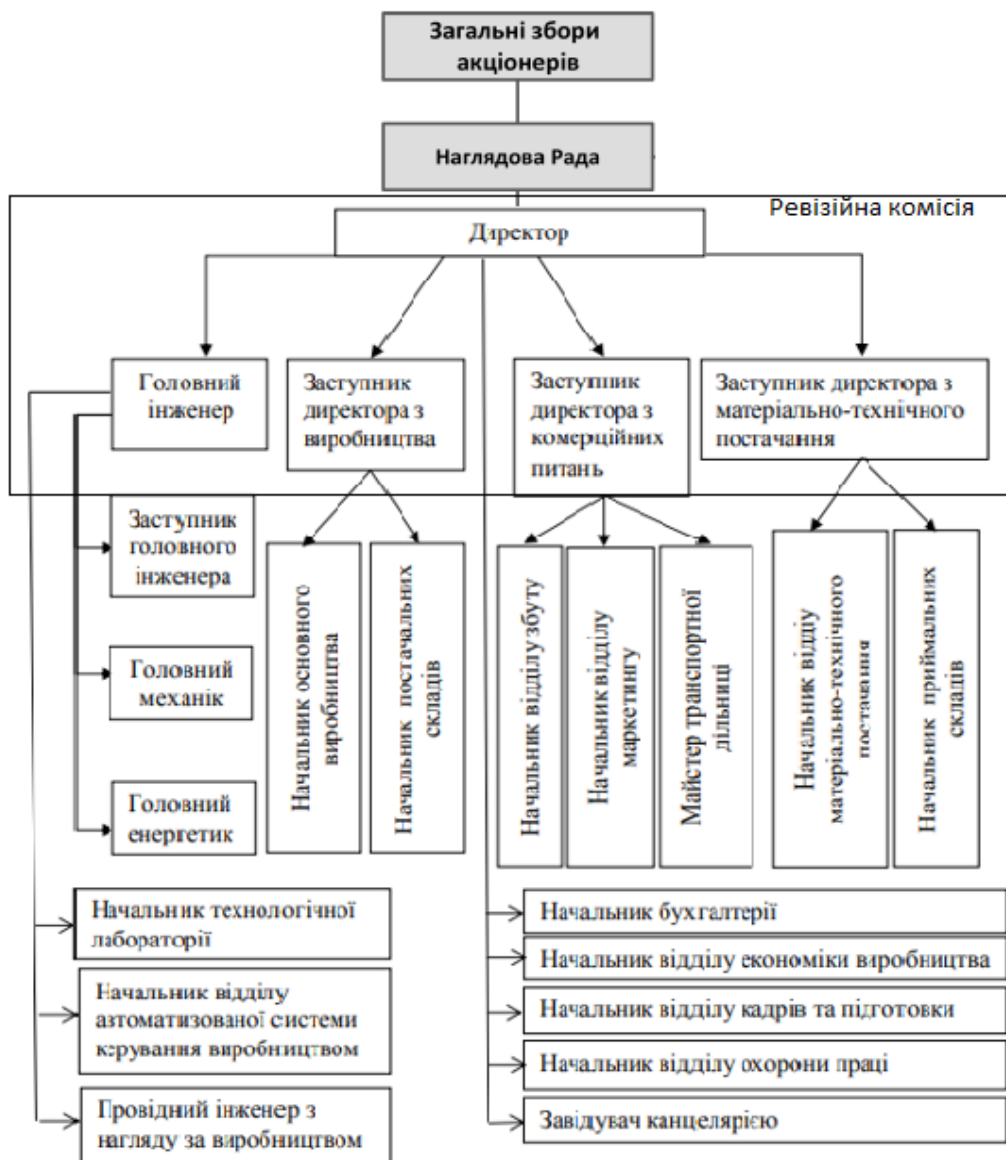 Загальні збори
акціонерів
Наглядова Рада
Ревізійна комісія
Директор
Головний
інженер
Заступник
директора з
виробництва
Заступник
директора з
комерційних
питань
Заступник директора з
матеріально-технічного
постачання
Заступник
головного
інженера
Головний
механік
Головний
енергетик
Начальник основного
виробництва
Начальник постачальних
складів
Начальник відділу збуту
Начальник відділу
маркетингу
Майстер транспортної
дільниці
Начальник відділу
матеріально-технічного
постачання
Начальник приймальних
складів
Начальник технологічної
лабораторії
Начальник відділу
автоматизованої системи
керування виробництвом
Провідний інженер з
нагляду за виробництвом
Начальник бухгалтерії
Начальник відділу економіки виробництва
Начальник відділу кадрів та підготовки
Начальник відділу охорони праці
Завідувач канцелярією